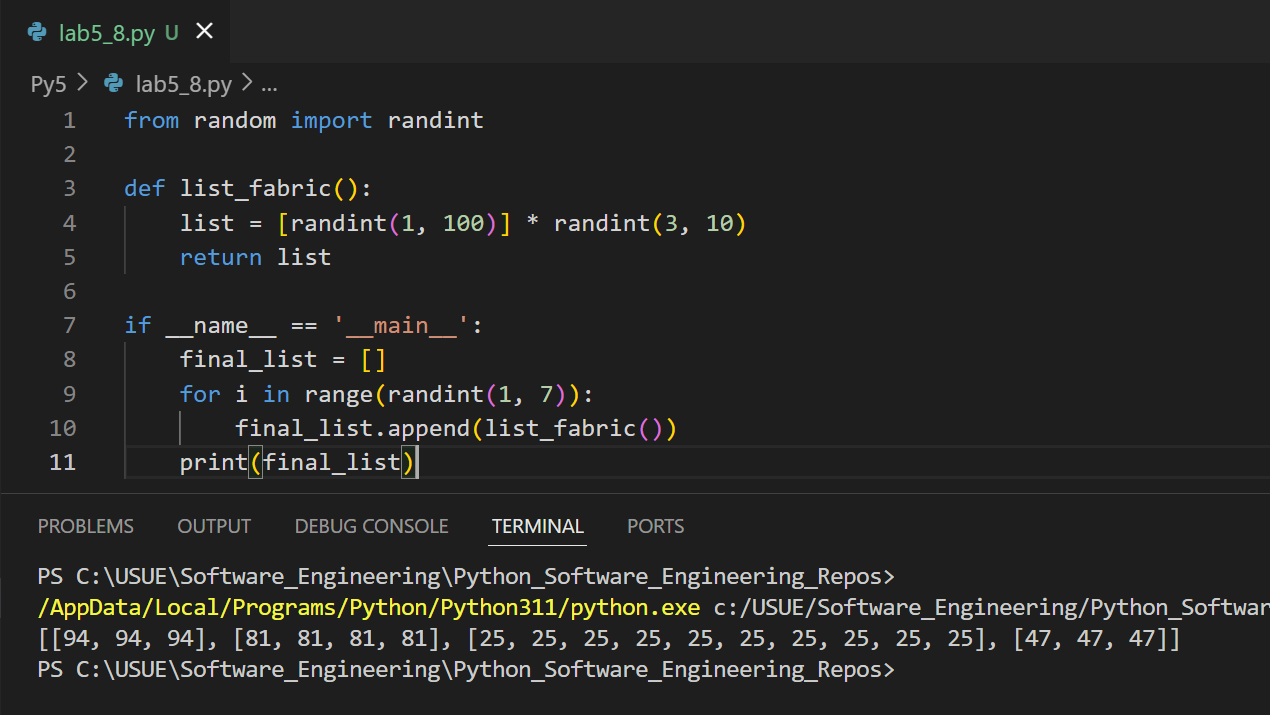 lab5_8.py U ×
Py5 > lab5_8.py > ...
1 from random import randint
2
3 def list_fabric():
4     list = [randint(1, 100)] * randint(3, 10)
5     return list
6
7 if __name__ == '__main__':
8     final_list = []
9     for i in range(randint(1, 7)):
10         final_list.append(list_fabric())
11     print(final_list)
PROBLEMS OUTPUT DEBUG CONSOLE TERMINAL PORTS
PS C:\USUE\Software_Engineering\Python_Software_Engineering_Repos>
/AppData/Local/Programs/Python/Python311/python.exe c:/USUE/Software_Engineering/Python_Softwar
[[94, 94, 94], [81, 81, 81, 81], [25, 25, 25, 25, 25, 25, 25, 25, 25, 25], [47, 47, 47]]
PS C:\USUE\Software_Engineering\Python_Software_Engineering_Repos>